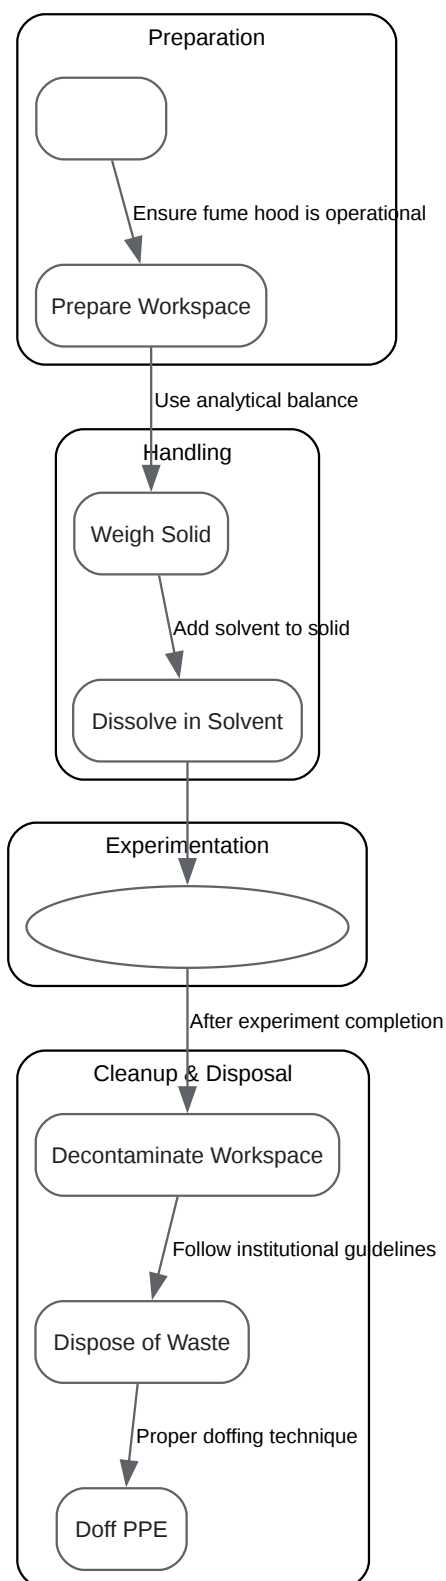 Preparation
Ensure fume hood is operational
Prepare Workspace
Use analytical balance
Handling
Weigh Solid
Add solvent to solid
Dissolve in Solvent
Experimentation
After experiment completion
Cleanup & Disposal
Decontaminate Workspace
Follow institutional guidelines
Dispose of Waste
Proper doffing technique
Doff PPE